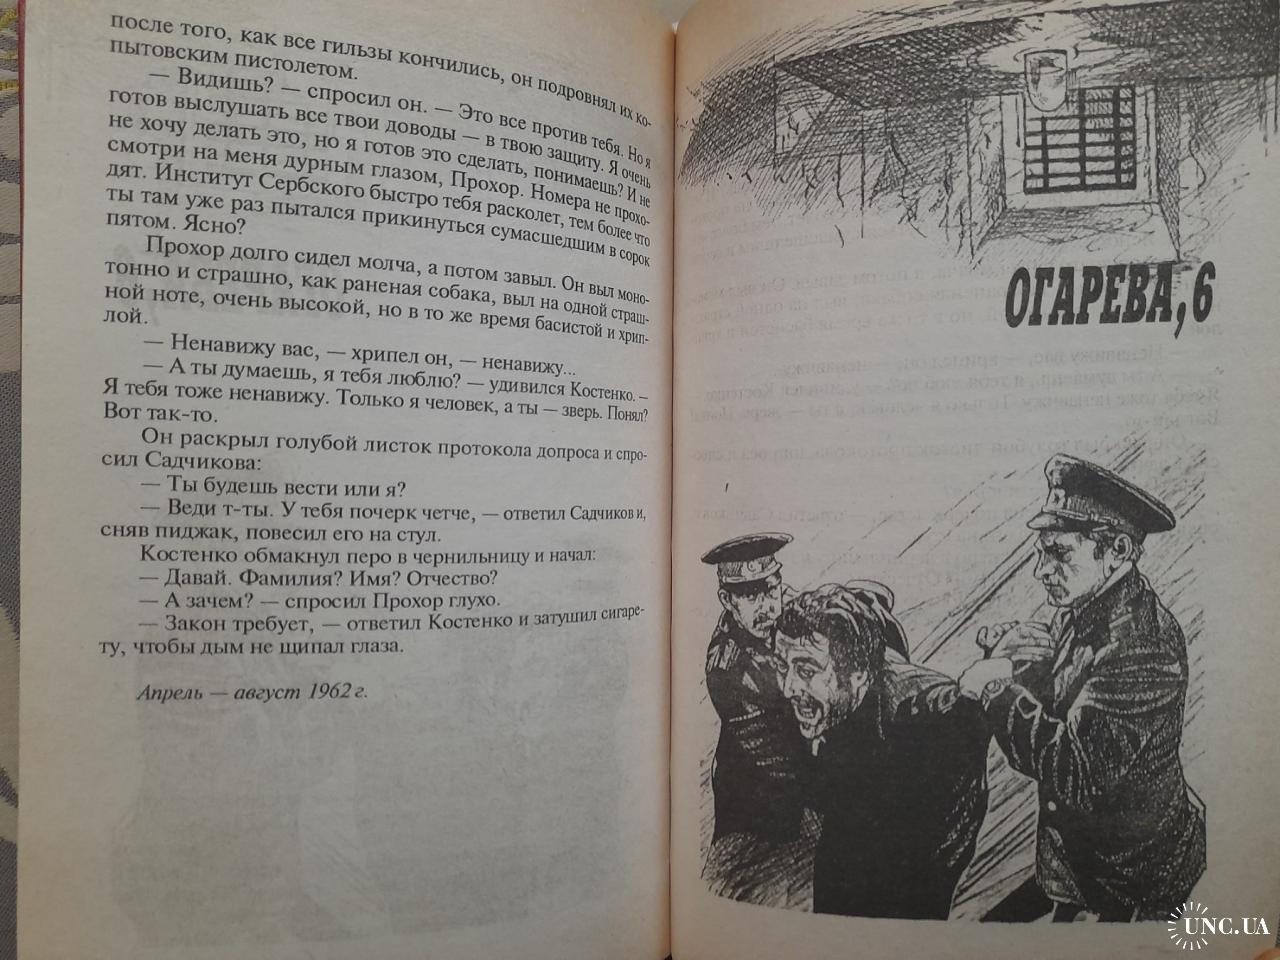 после того, как все гильзы кончились, он подровнял их ко-
пытовским пистолетом.
— Видишь? — спросил он. — Это все против тебя. Но я
готов выслушать все твои доводы — в твою защиту. Я очень
не хочу делать это, но я готов это сделать, понимаешь? И не
смотри на меня дурным глазом, Прохор. Номера не прохо-
дят. Институт Сербского быстро тебя расколет, тем более что
ты там уже раз пытался прикинуться сумасшедшим в сорок
пятом. Ясно?
Прохор долго сидел молча, а потом завыл. Он выл моно-
тонно и страшно, как раненая собака, выл на одной страш-
ной ноте, очень высокой, но в то же время басистой и хрип-
лой.
— Ненавижу вас, — хрипел он, — ненавижу...
— А ты думаешь, я тебя люблю? — удивился Костенко. —
Я тебя тоже ненавижу. Только я человек, а ты — зверь. Понял?
Вот так-то.
Он раскрыл голубой листок протокола допроса и спро-
сил Садчикова:
— Ты будешь вести или я?
— Веди т-ты. У тебя почерк четче, — ответил Садчиков и,
сняв пиджак, повесил его на стул.
Костенко обмакнул перо в чернильницу и начал:
— Давай. Фамилия? Имя? Отчество?
— А зачем? — спросил Прохор глухо.
— Закон требует, — ответил Костенко и затушил сигаре-
ту, чтобы дым не щипал глаза.
Апрель — август 1962 г.
ОГАРЕВА, 6
UNC.UA